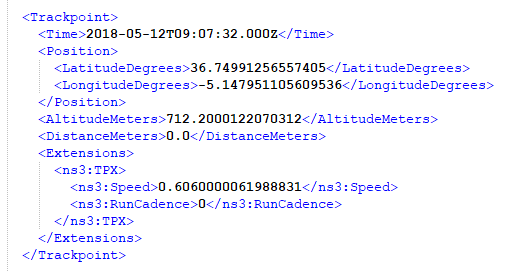 <Trackpoint>
<Time>2018-05-12T09:07:32.000Z</Time>
<Position>
<LatitudeDegrees>36.74991256557405</LatitudeDegrees>
<LongitudeDegrees>-5.147951105609536</LongitudeDegrees>
</Position>
<AltitudeMeters>712.2000122070312</AltitudeMeters>
<DistanceMeters>0.0</DistanceMeters>
<Extensions>
<ns3:TPX>
<ns3:Speed>0.6060000061988831</ns3:Speed>
<ns3:RunCadence>0</ns3:RunCadence>
</ns3:TPX>
</Extensions>
</Trackpoint>